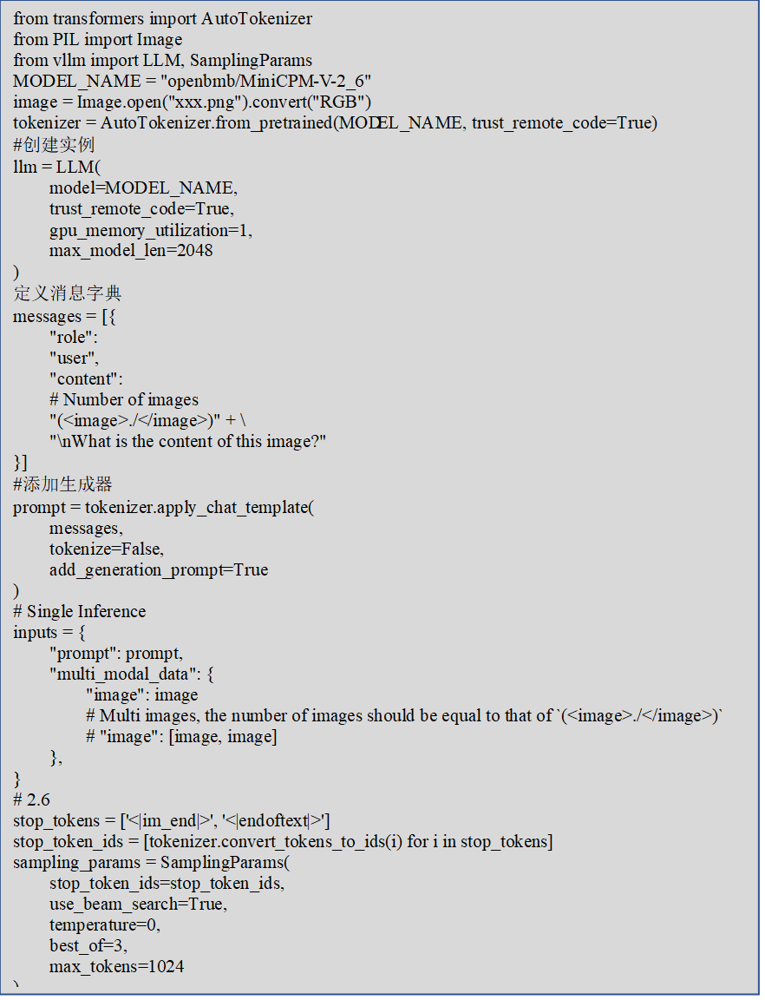 from transformers import AutoTokenizer
from PIL import Image
from vllm import LLM, SamplingParams
MODEL_NAME = "openbmb/MiniCPM-V-2_6"
image = Image.open("xxx.png").convert("RGB")
tokenizer = AutoTokenizer.from_pretrained(MODEL_NAME, trust_remote_code=True)
#创建实例
llm = LLM(
    model=MODEL_NAME,
    trust_remote_code=True,
    gpu_memory_utilization=1,
    max_model_len=2048
)
定义消息字典
messages = [{
    "role":
    "user",
    "content":
    # Number of images
    "(<image>./</image>)" + \
    "\nWhat is the content of this image?"
}]
#添加生成器
prompt = tokenizer.apply_chat_template(
    messages,
    tokenize=False,
    add_generation_prompt=True
)
# Single Inference
inputs = {
    "prompt": prompt,
    "multi_modal_data": {
        "image": image
        # Multi images, the number of images should be equal to that of `(<image>./</image>)`
        # "image": [image, image]
    },
}
# 2.6
stop_tokens = ['<|im_end|>', '<|endoftext|>']
stop_token_ids = [tokenizer.convert_tokens_to_ids(i) for i in stop_tokens]
sampling_params = SamplingParams(
    stop_token_ids=stop_token_ids,
    use_beam_search=True,
    temperature=0,
    best_of=3,
    max_tokens=1024
)